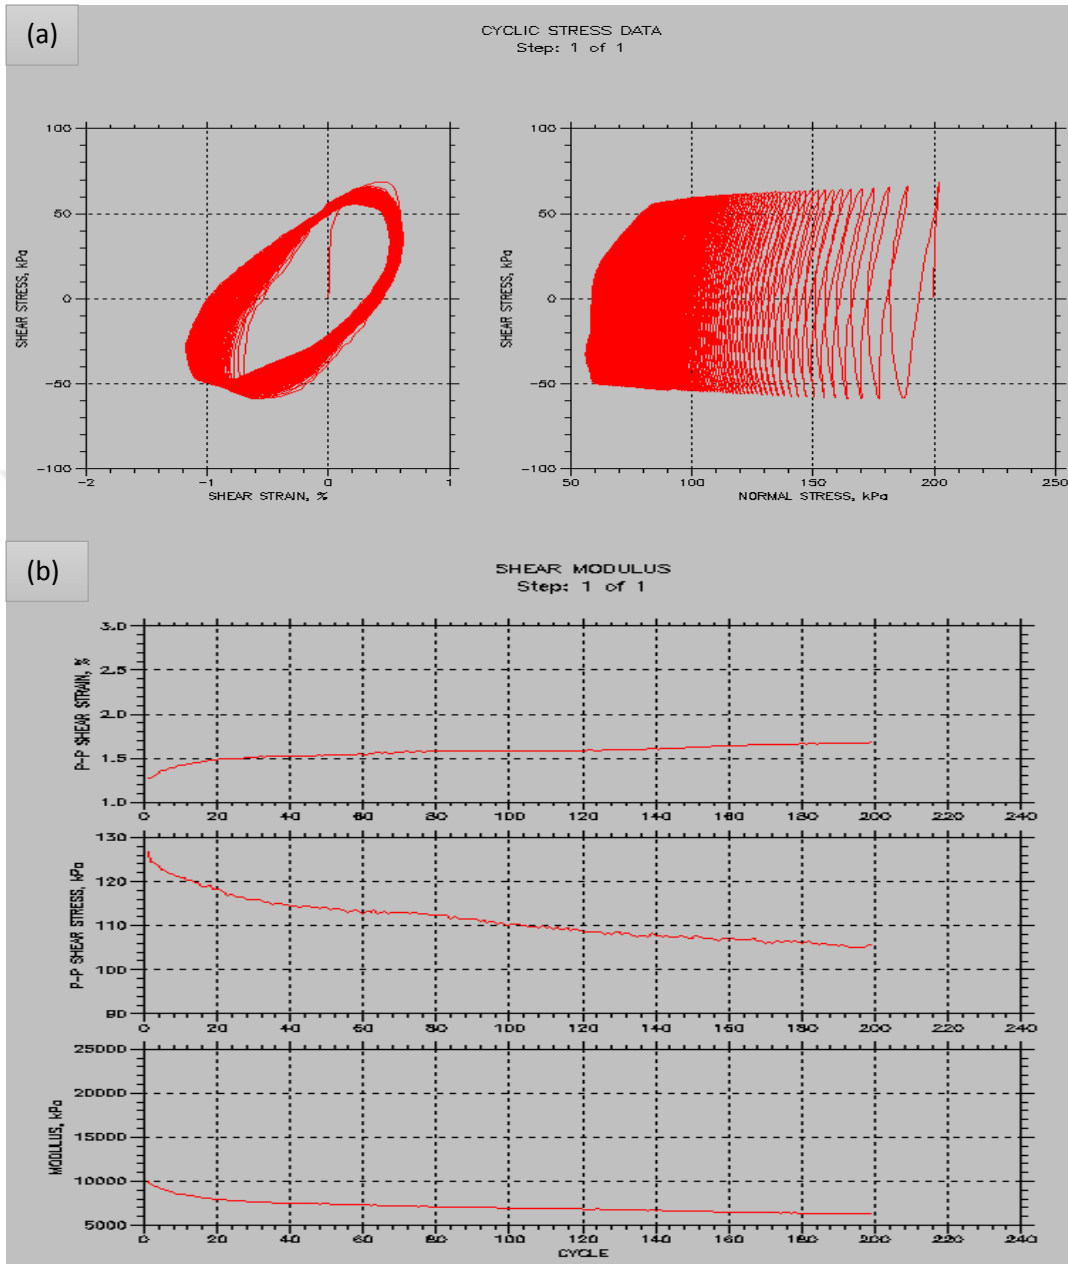 (a)
CYCLIC STRESS DATA
Step: 1 of 1
SHEAR STRESS, kPa
100
50
0
-50
-100
-2
-1
0
1
SHEAR STRAIN, %
SHEAR STRESS, kPa
100
50
0
-50
-100
50
100
150
200
250
NORMAL STRESS, kPa
(b)
SHEAR MODULUS
Step: 1 of 1
P-P SHEAR STRAIN, %
3.0
2.5
2.0
1.5
1.0
0 20 40 60 80 100 120 140 160 180 200 220 240
P-P SHEAR STRESS, kPa
130
120
110
100
90
0 20 40 60 80 100 120 140 160 180 200 220 240
MODULUS, kPa
25000
20000
15000
10000
5000
0 20 40 60 80 100 120 140 160 180 200 220 240
CYCLE